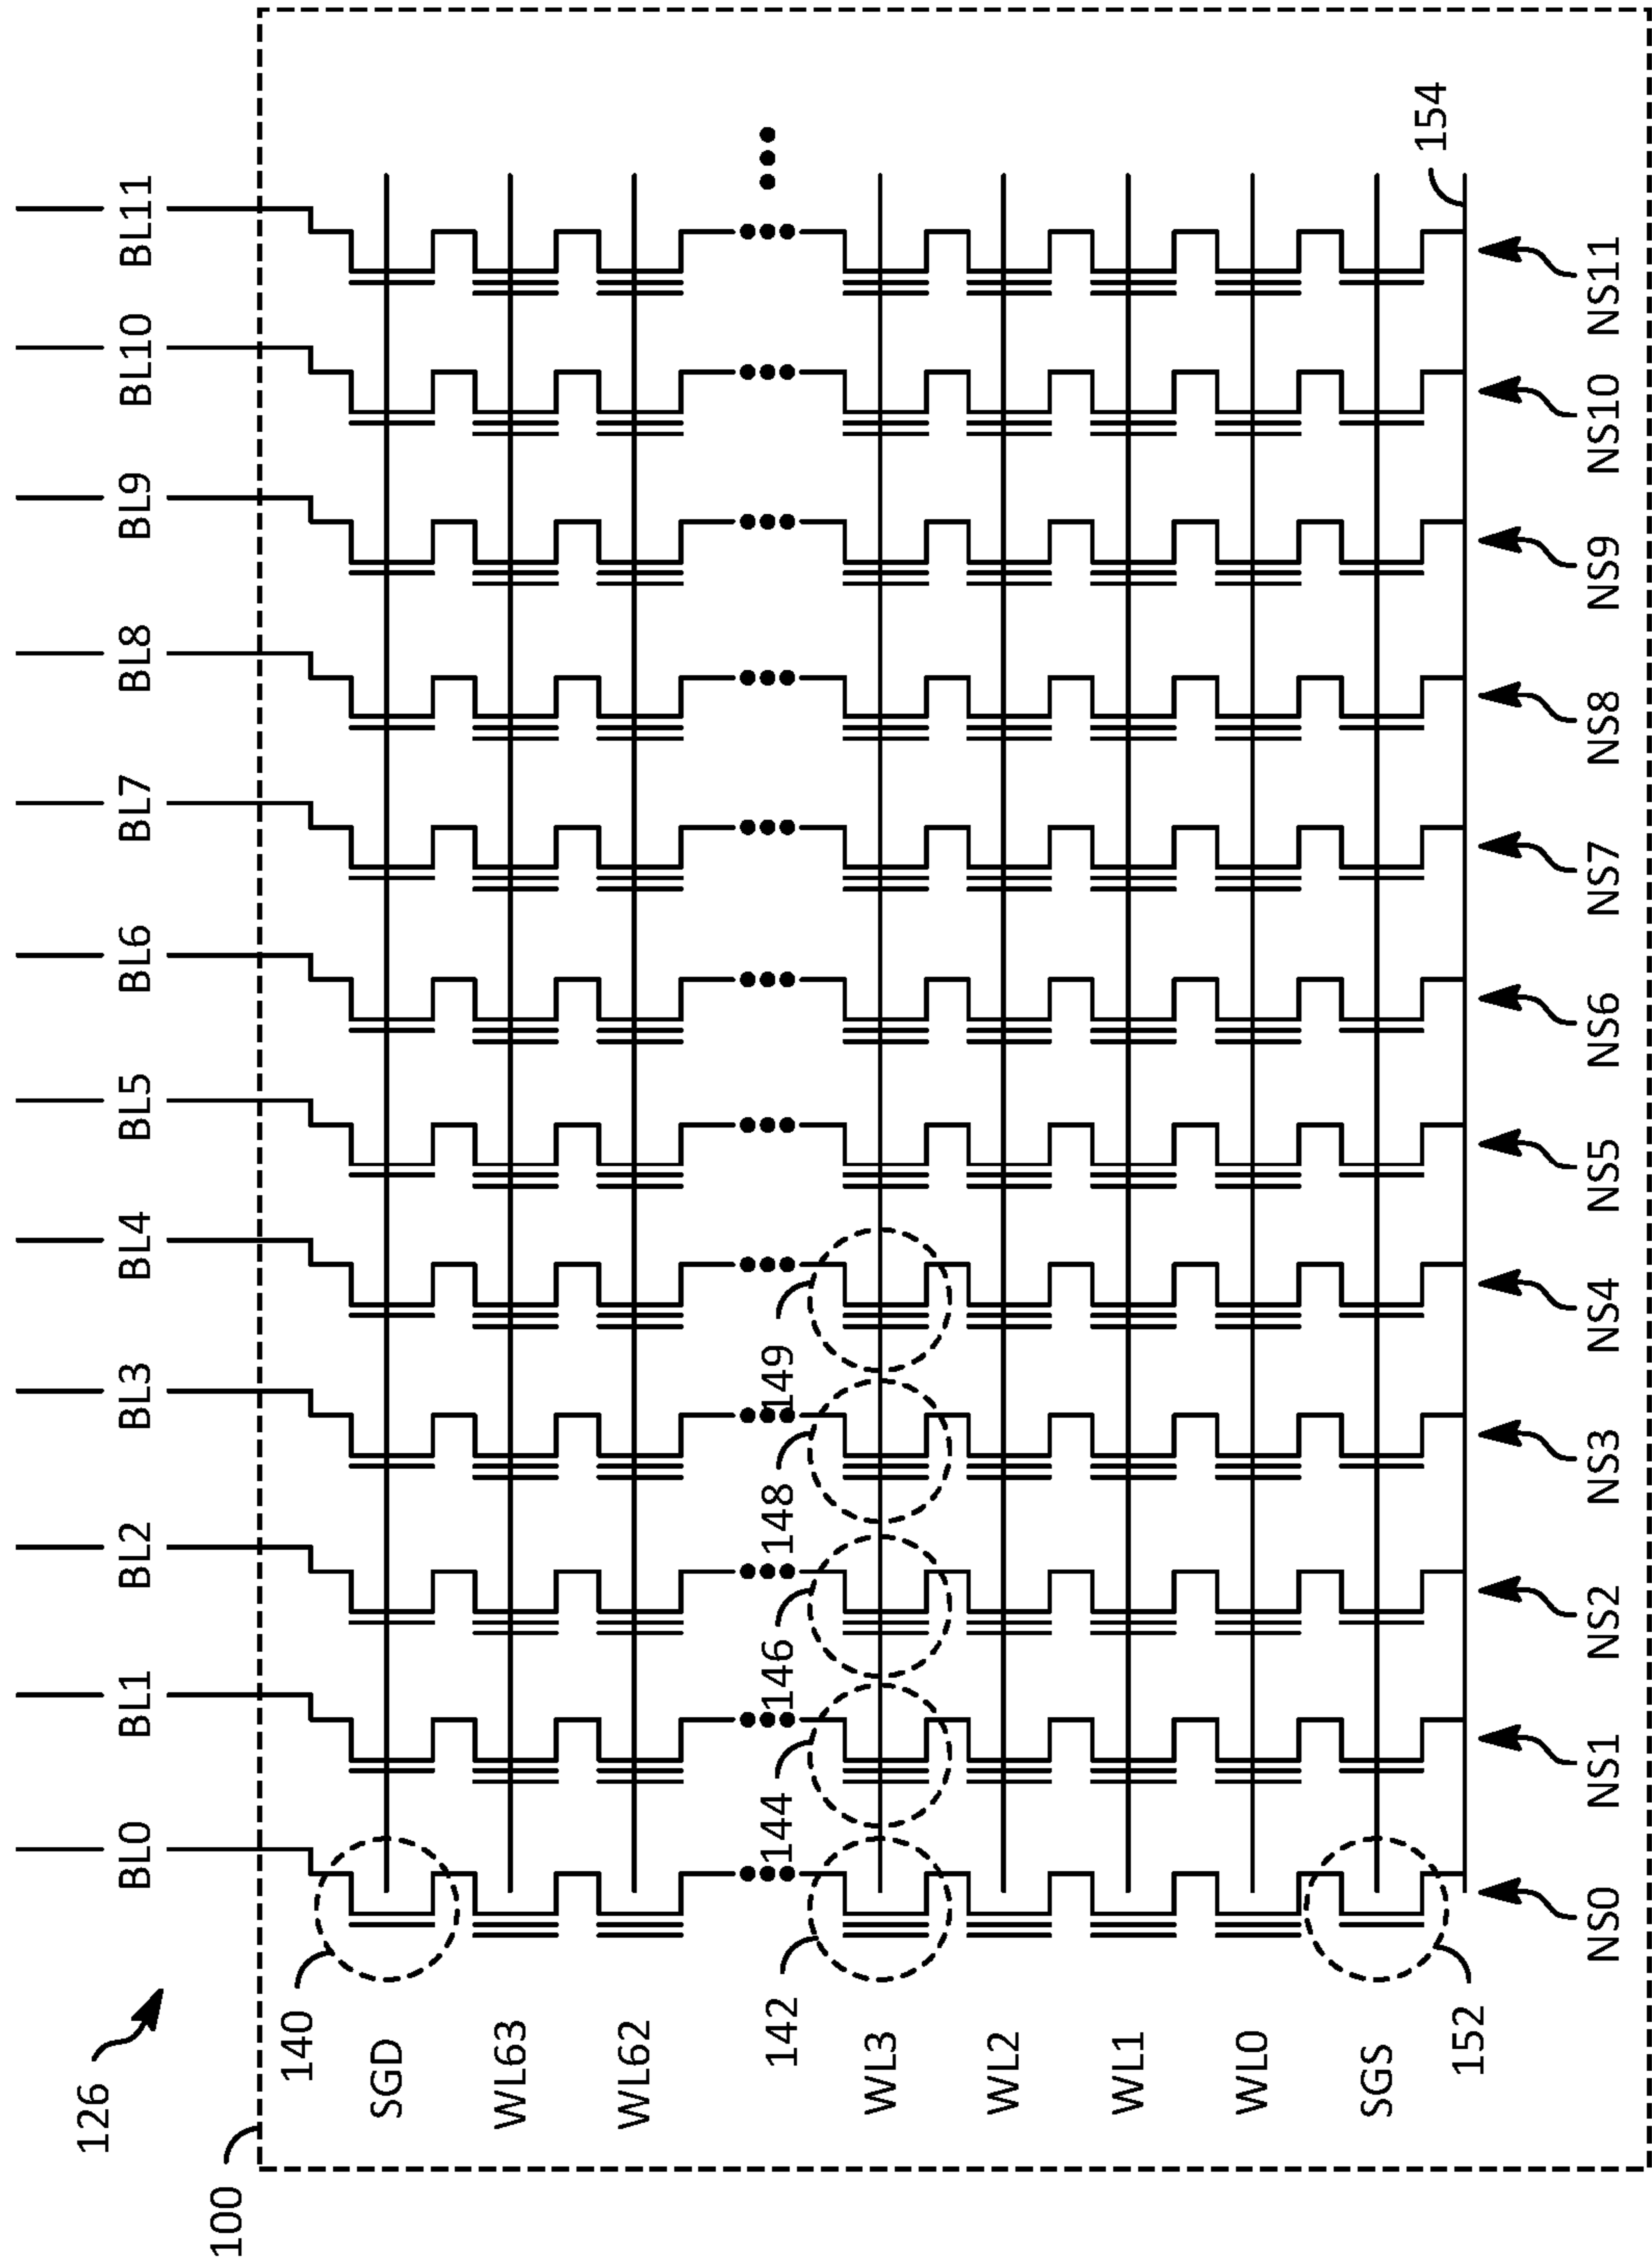 126
100
BL0 BL1 BL2 BL3 BL4 BL5 BL6 BL7 BL8 BL9 BL10 BL11
140
SGD
WL63
WL62
142 144 146 148 149
WL3
WL2
WL1
WL0
SGS
152
154
NS0 NS1 NS2 NS3 NS4 NS5 NS6 NS7 NS8 NS9 NS10 NS11